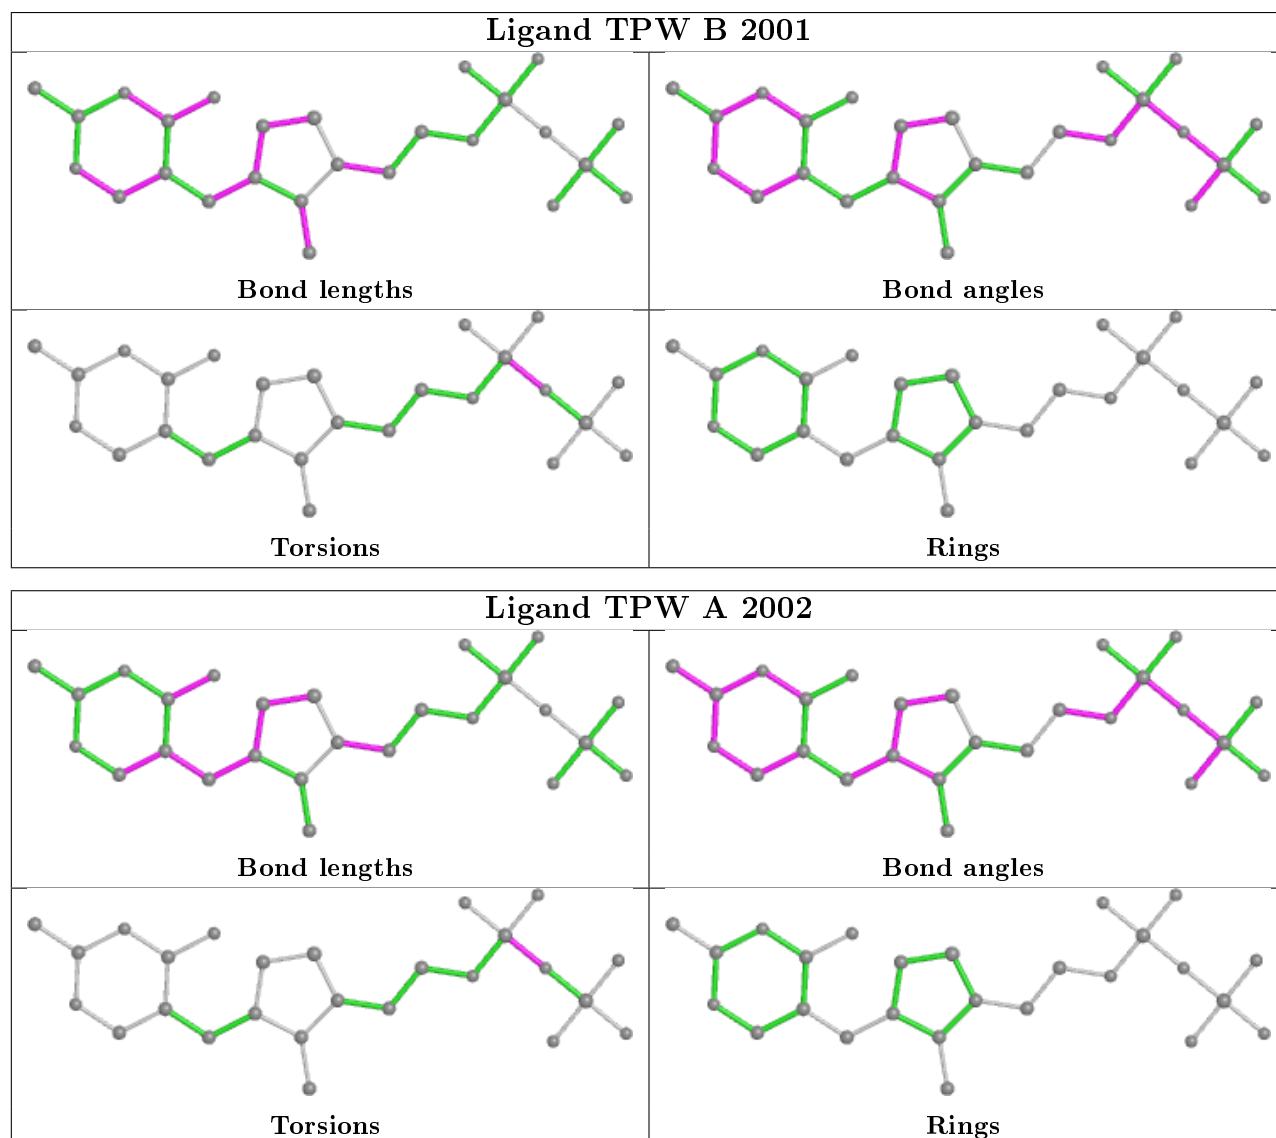 Ligand TPW B 2001
Bond lengths
Bond angles
Torsions
Rings
Ligand TPW A 2002
Bond lengths
Bond angles
Torsions
Rings